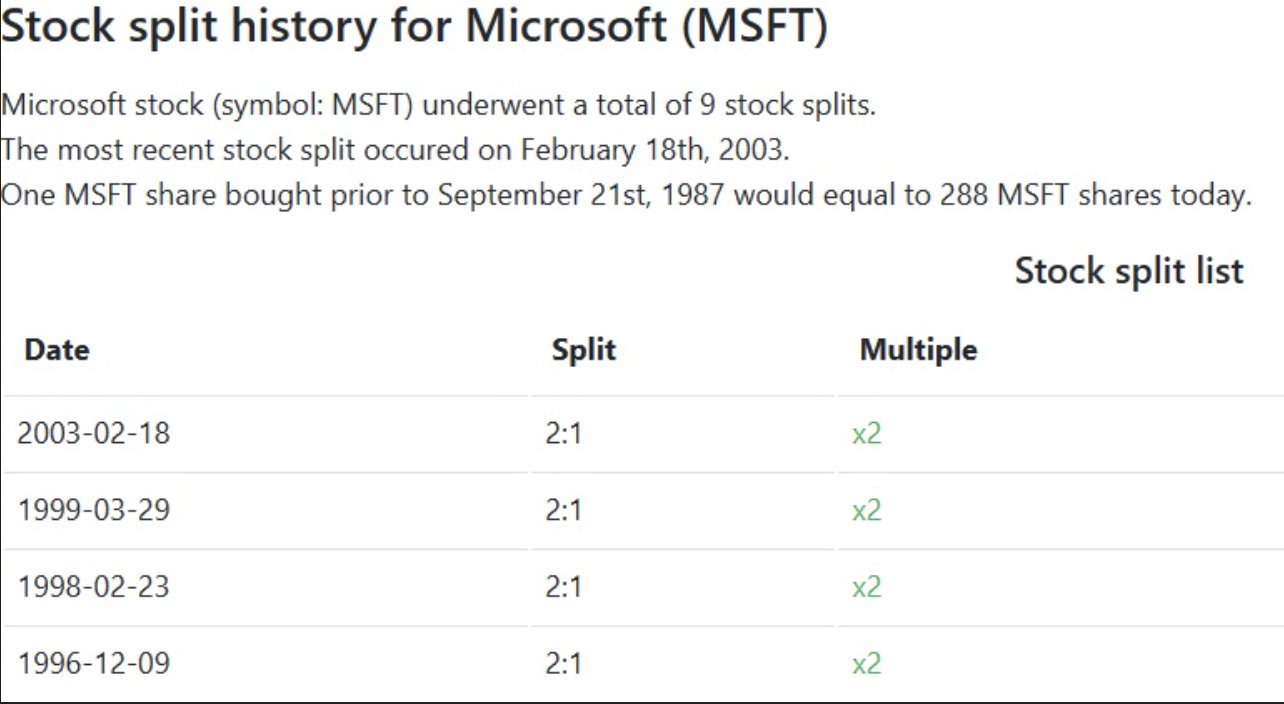 Stock split history for Microsoft (MSFT)
Microsoft stock (symbol: MSFT) underwent a total of 9 stock splits.
The most recent stock split occured on February 18th, 2003.
One MSFT share bought prior to September 21st, 1987 would equal to 288 MSFT shares today.
Stock split list
Date Split Multiple
2003-02-18 2:1 x2
1999-03-29 2:1 x2
1998-02-23 2:1 x2
1996-12-09 2:1 x2